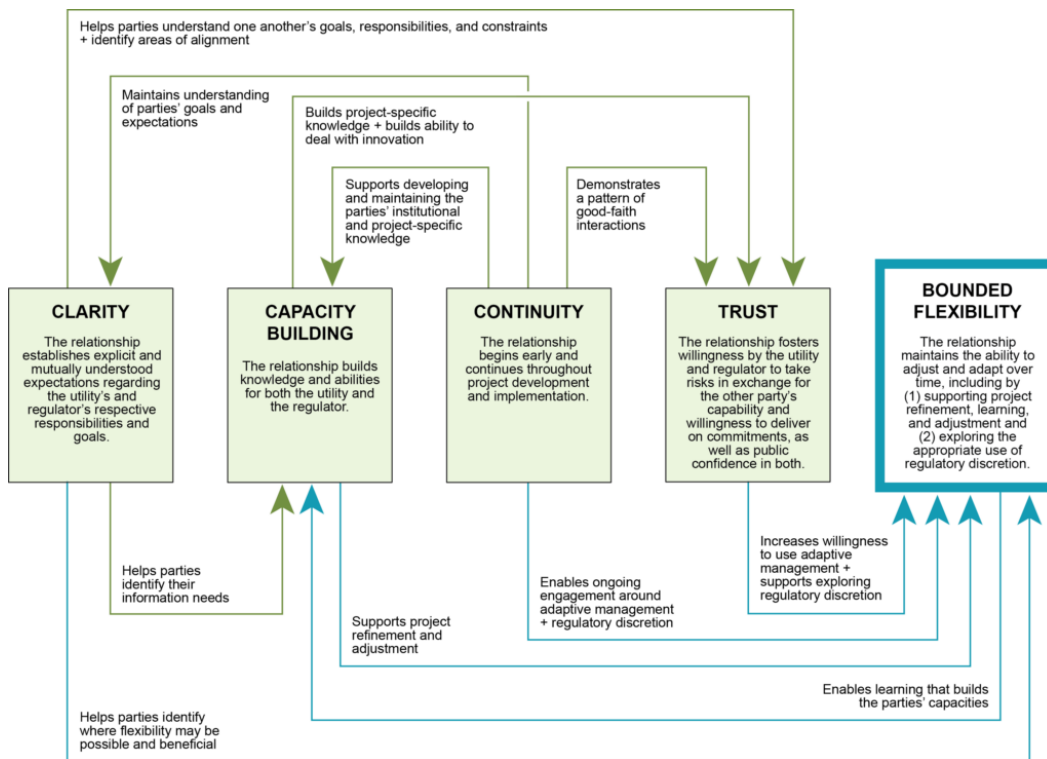 Helps parties understand one another's goals, responsibilities, and constraints
+ identify areas of alignment
Maintains understanding
of parties' goals and
expectations
Builds project-specific
knowledge + builds ability to
deal with innovation
Supports developing
and maintaining the
parties' institutional
and project-specific
knowledge
Demonstrates
a pattern of
good-faith
interactions
CLARITY
The relationship
establishes explicit and
mutually understood
expectations regarding
the utility's and
regulator's respective
responsibilities and
goals.
CAPACITY
BUILDING
The relationship builds
knowledge and abilities
for both the utility and
the regulator.
CONTINUITY
The relationship
begins early and
continues throughout
project development
and implementation.
TRUST
The relationship fosters
willingness by the utility
and regulator to take
risks in exchange for
the other party's
capability and
willingness to deliver
on commitments, as
well as public
confidence in both.
BOUNDED
FLEXIBILITY
The relationship
maintains the ability to
adjust and adapt over
time, including by
(1) supporting project
refinement, learning,
and adjustment and
(2) exploring the
appropriate use of
regulatory discretion.
Helps parties
identify their
information needs
Supports project
refinement and
adjustment
Enables ongoing
engagement around
adaptive management
+ regulatory discretion
Increases willingness
to use adaptive
management +
supports exploring
regulatory discretion
Enables learning that builds
the parties' capacities
Helps parties identify
where flexibility may be
possible and beneficial